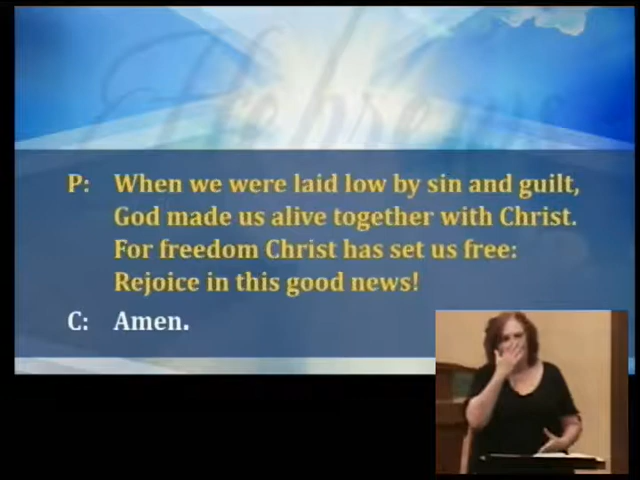 Hebrews
P: When we were laid low by sin and guilt,
God made us alive together with Christ.
For freedom Christ has set us free:
Rejoice in this good news!
C: Amen.